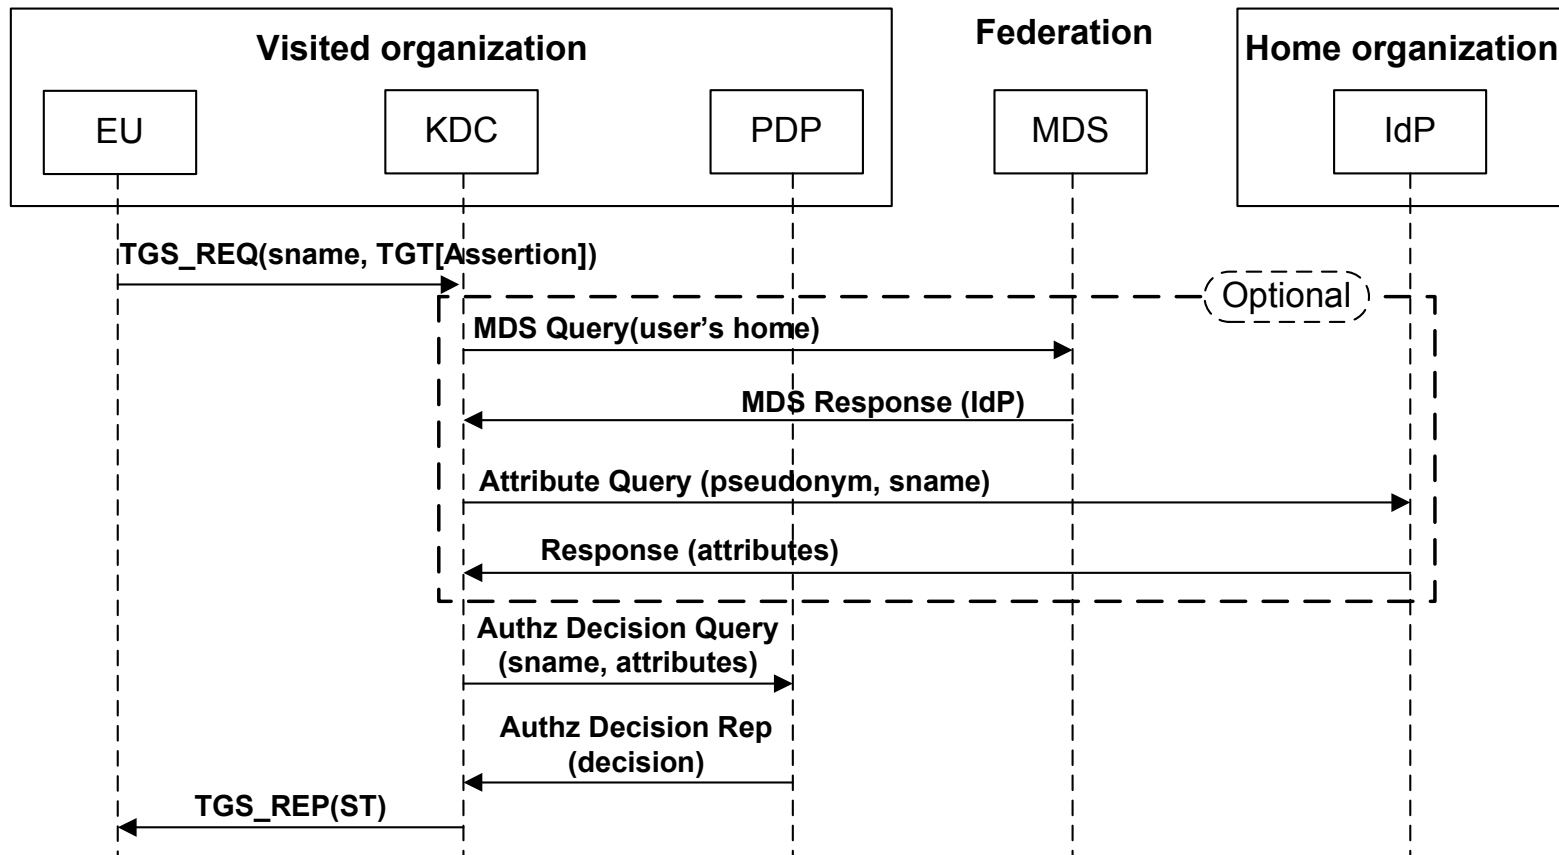 Visited organization
Federation
Home organization
EU
KDC
PDP
MDS
IdP
TGS_REQ(sname, TGT[Assertion])
Optional
MDS Query(user’s home)
MDS Response (IdP)
Attribute Query (pseudonym, sname)
Response (attributes)
Authz Decision Query
(sname, attributes)
Authz Decision Rep
(decision)
TGS_REP(ST)